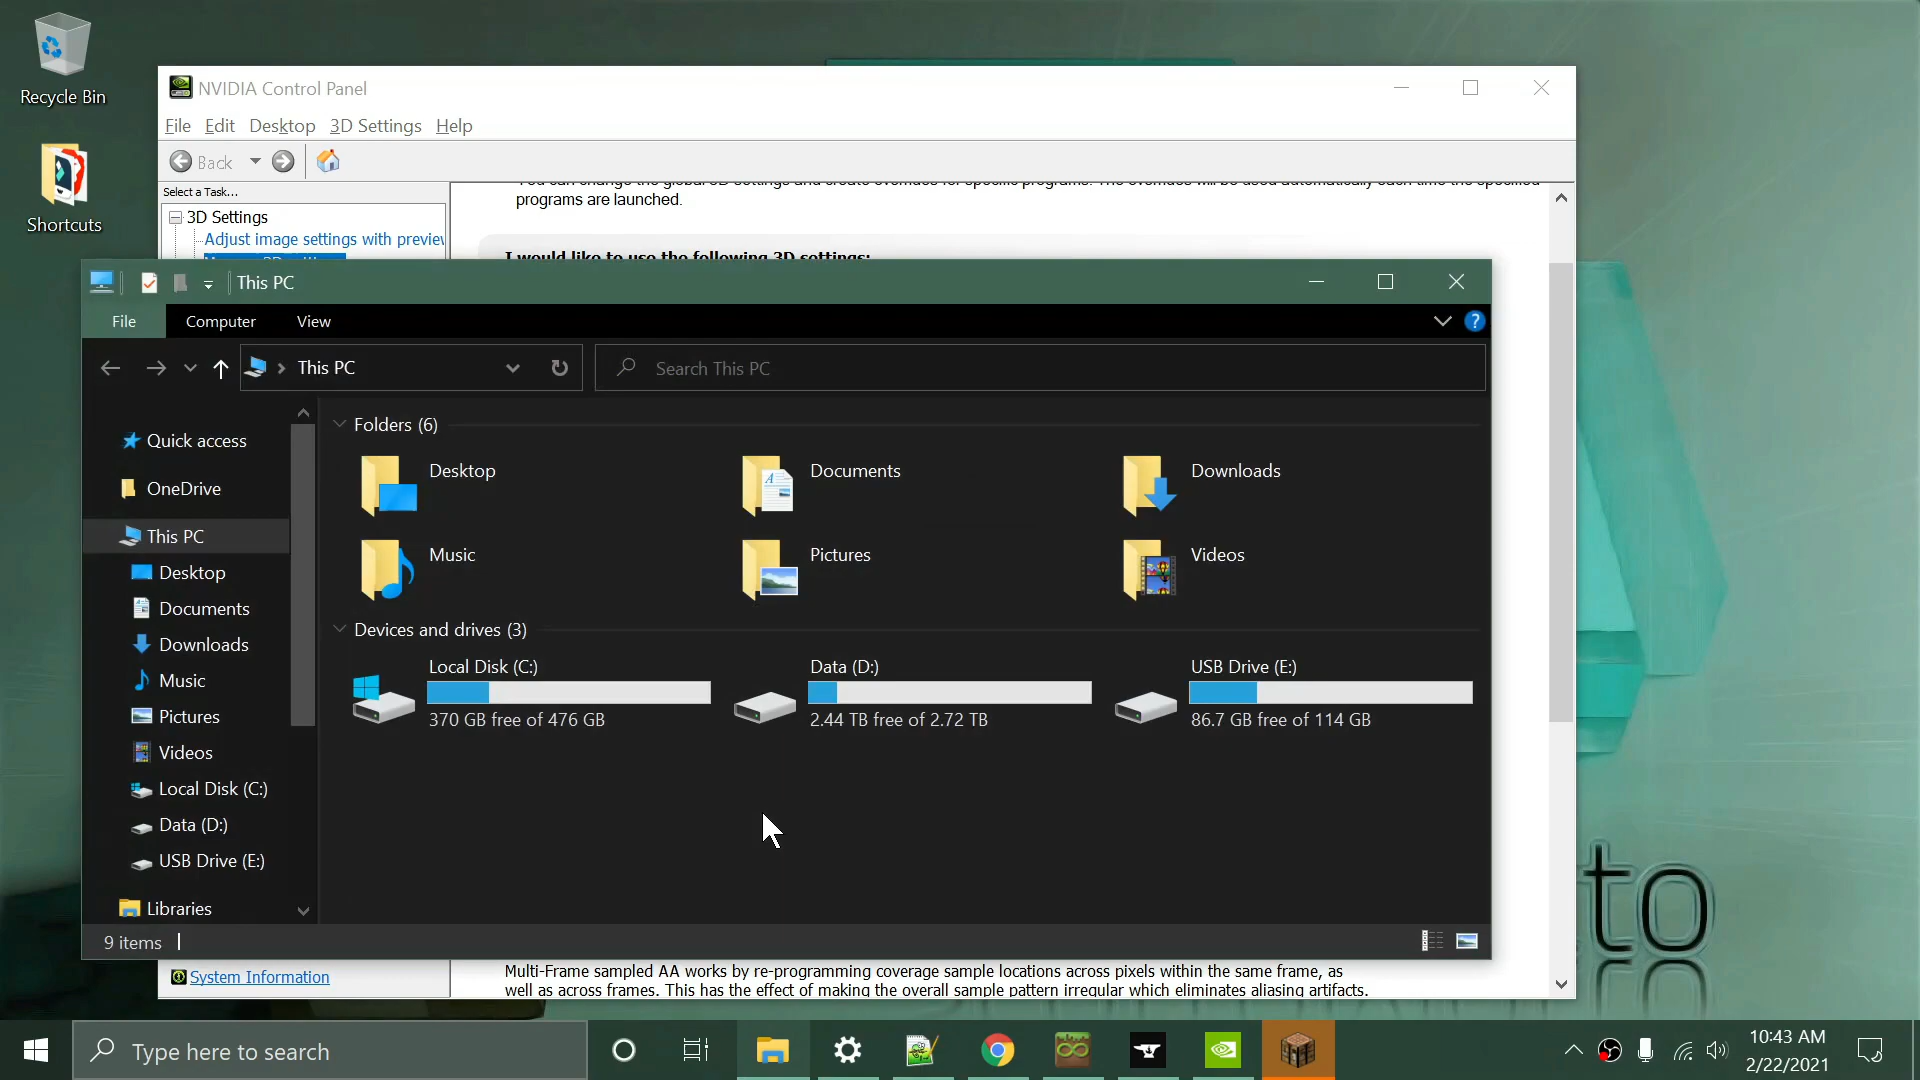 Recycle Bin
Shortcuts
NVIDIA Control Panel
File Edit Desktop 3D Settings Help
Back
Select a Task...
3D Settings
Adjust image settings with preview
You can change the global 3D settings and create overrides for specific programs. The overrides will be used automatically each time the specified
programs are launched.
I would like to use the following 3D settings:
This PC
File Computer View
?
This PC
Search This PC
Quick access
OneDrive
This PC
Desktop
Documents
Downloads
Music
Pictures
Videos
Local Disk (C:)
Data (D:)
USB Drive (E:)
Libraries
Folders (6)
Desktop
Documents
Downloads
Music
Pictures
Videos
Devices and drives (3)
Local Disk (C:)
370 GB free of 476 GB
Data (D:)
2.44 TB free of 2.72 TB
USB Drive (E:)
86.7 GB free of 114 GB
9 items
System Information
Multi-Frame sampled AA works by re-programming coverage sample locations across pixels within the same frame, as
well as across frames. This has the effect of making the overall sample pattern irregular which eliminates aliasing artifacts.
to
Type here to search
10:43 AM
2/22/2021